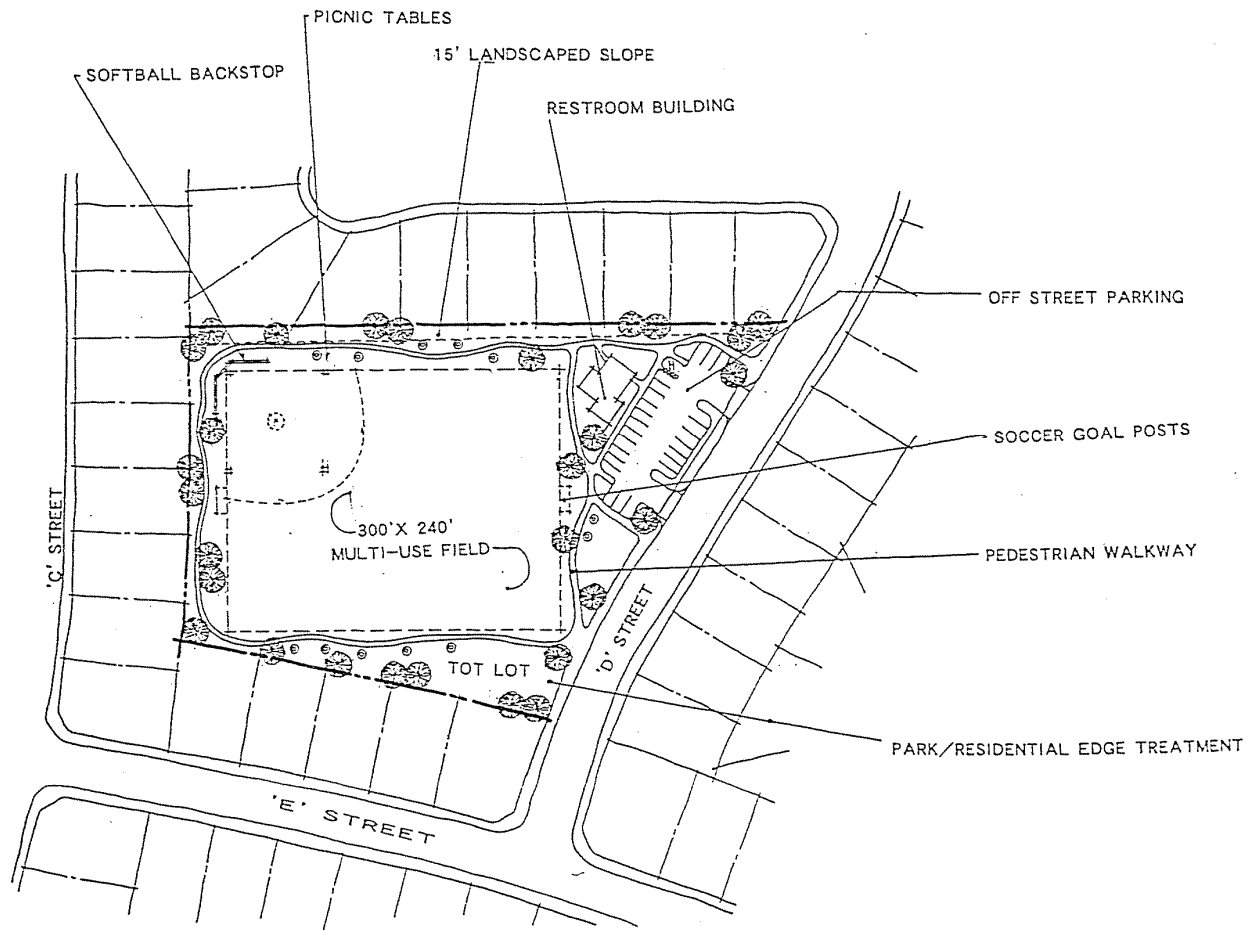 PICNIC TABLES
15' LANDSCAPED SLOPE
SOFTBALL BACKSTOP
RESTROOM BUILDING
OFF STREET PARKING
SOCCER GOAL POSTS
300' X 240'
MULTI-USE FIELD
PEDESTRIAN WALKWAY
'C' STREET
'D' STREET
TOT LOT
PARK/RESIDENTIAL EDGE TREATMENT
'E' STREET